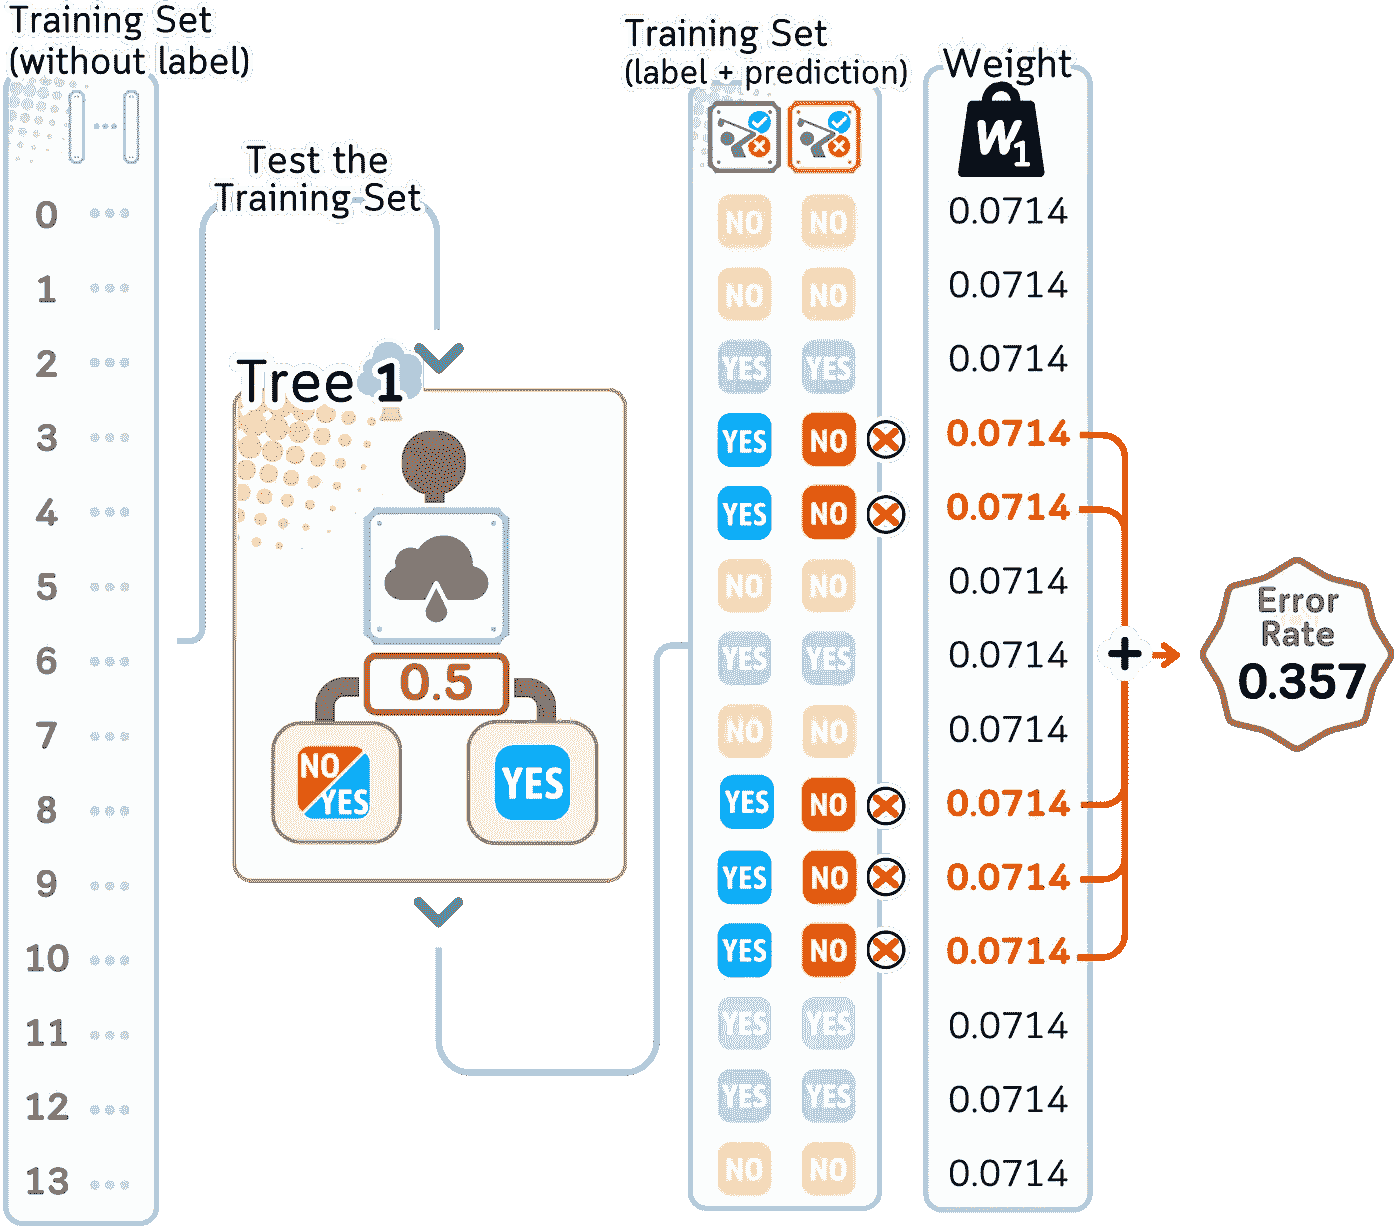 Training Set
(without label)
0
1
2
3
4
5
6
7
8
9
10
11
12
13
Test the
Training Set
Tree 1
0.5
NO
YES
YES
Training Set
(label + prediction)
NO NO
NO NO
YES YES
YES NO
YES NO
NO NO
YES YES
NO NO
YES NO
YES NO
YES NO
YES YES
YES YES
NO NO
Weight
W1
0.0714
0.0714
0.0714
0.0714
0.0714
0.0714
0.0714
0.0714
0.0714
0.0714
0.0714
0.0714
0.0714
0.0714
+
Error
Rate
0.357